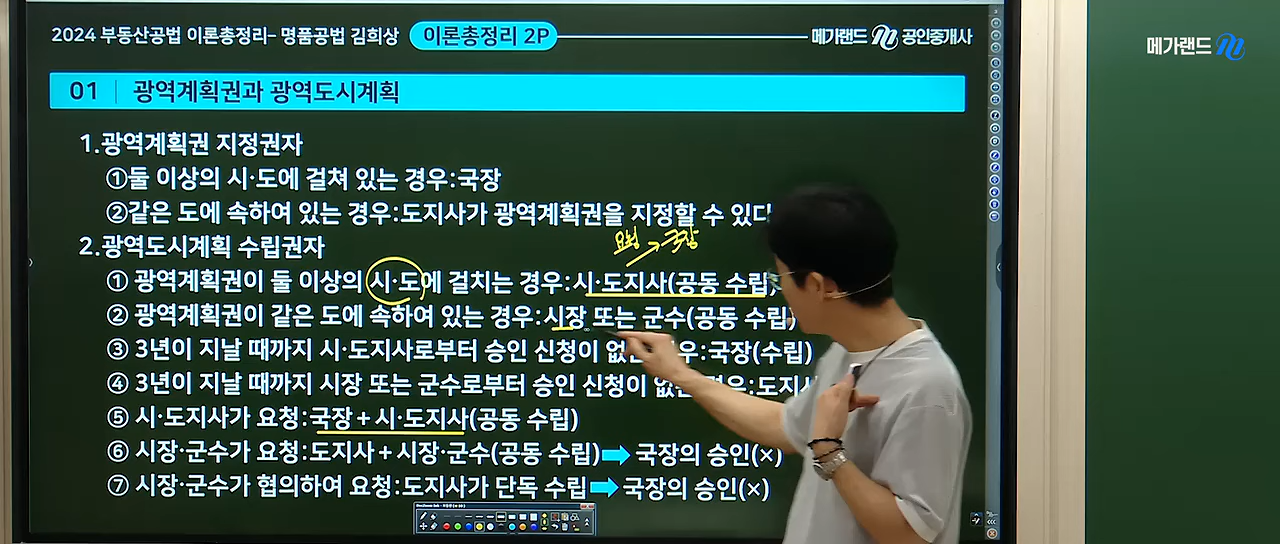 2024 부동산공법 이론총정리- 명품공법 김희상 이론총정리 2P 메가랜드 공인중개사
메가랜드
01 광역계획권과 광역도시계획
1.광역계획권 지정권자
①둘 이상의 시·도에 걸쳐 있는 경우:국장
②같은 도에 속하여 있는 경우:도지사가 광역계획권을 지정할 수 있다
요청 → 국장
2.광역도시계획 수립권자
① 광역계획권이 둘 이상의 시·도에 걸치는 경우:시·도지사(공동 수립)
② 광역계획권이 같은 도에 속하여 있는 경우:시장 또는 군수(공동 수립)
③ 3년이 지날 때까지 시·도지사로부터 승인 신청이 없는 우:국장(수립)
④ 3년이 지날 때까지 시장 또는 군수로부터 승인 신청이 없는 경우:도지사
⑤ 시·도지사가 요청:국장+시·도지사(공동 수립)
⑥ 시장·군수가 요청:도지사+시장·군수(공동 수립)➡국장의 승인(×)
⑦ 시장·군수가 협의하여 요청:도지사가 단독 수립➡국장의 승인(×)